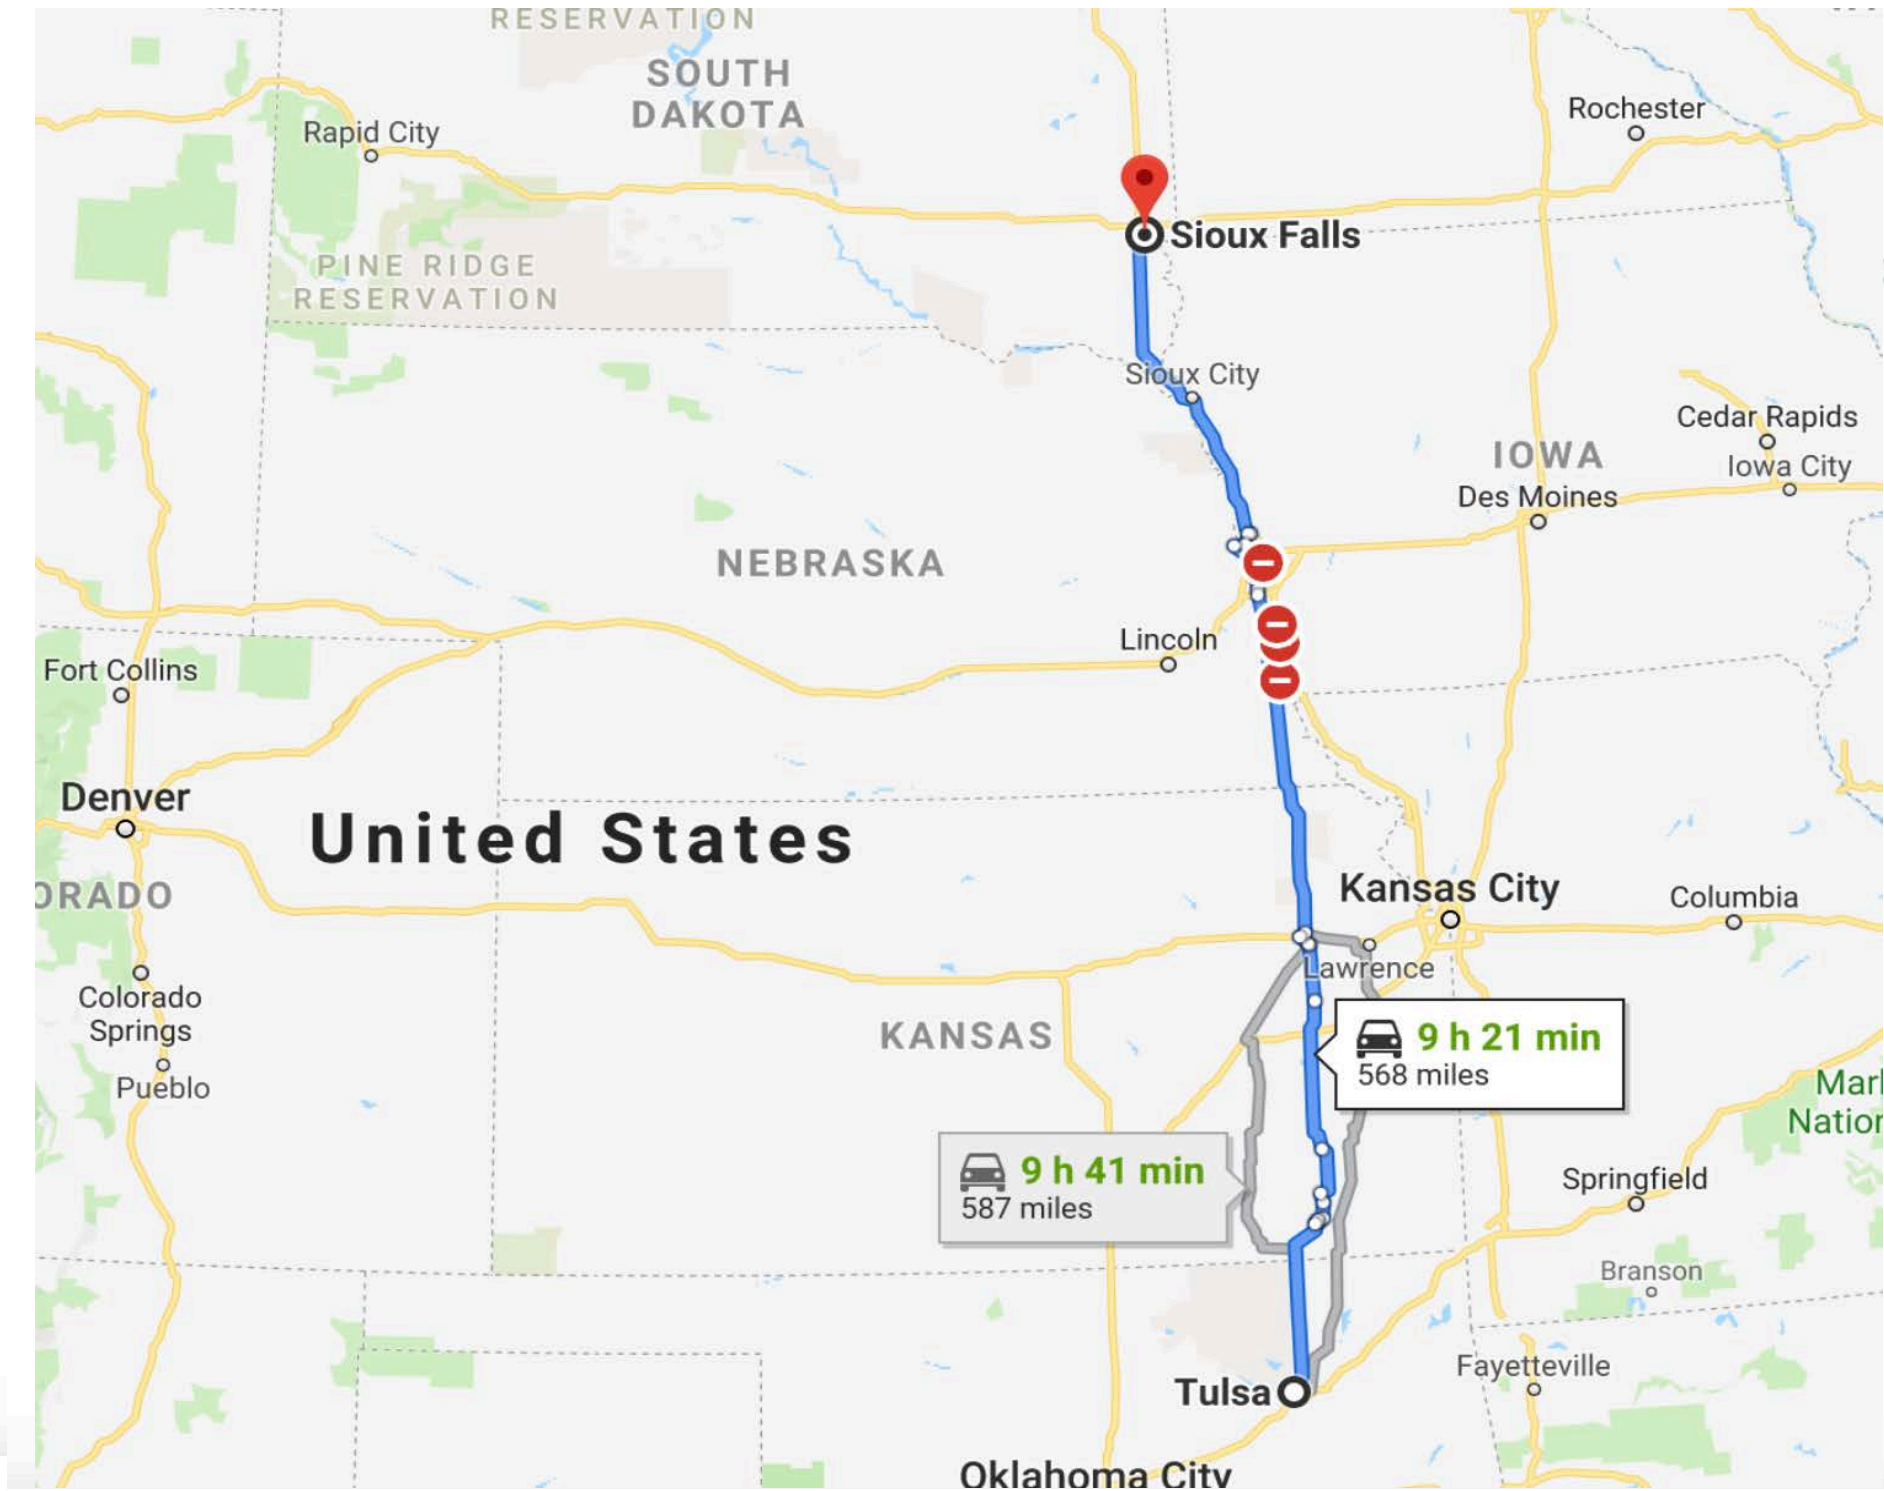 RESERVATION
SOUTH
DAKOTA
Rochester
Rapid City
Sioux Falls
PINE RIDGE
RESERVATION
Sioux City
Cedar Rapids
IOWA
Iowa City
Des Moines
NEBRASKA
Lincoln
Fort Collins
Denver
United States
Kansas City
ORADO
Columbia
Lawrence
Colorado
Springs
KANSAS
9 h 21 min
568 miles
Pueblo
Mark
Nation
9 h 41 min
587 miles
Springfield
Branson
Fayetteville
Tulsa
Oklahoma City